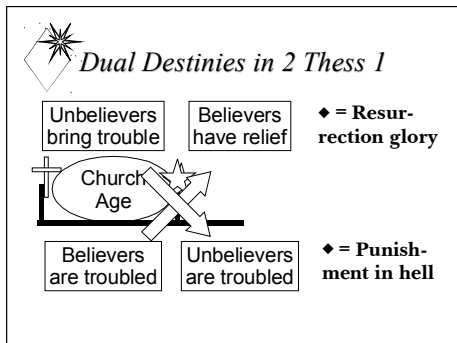 Dual Destinies in 2 Thess 1
Unbelievers
bring trouble
Believers
have relief
◆ = Resur-
rection glory
Church
Age
Believers
are troubled
Unbelievers
are troubled
◆ = Punish-
ment in hell